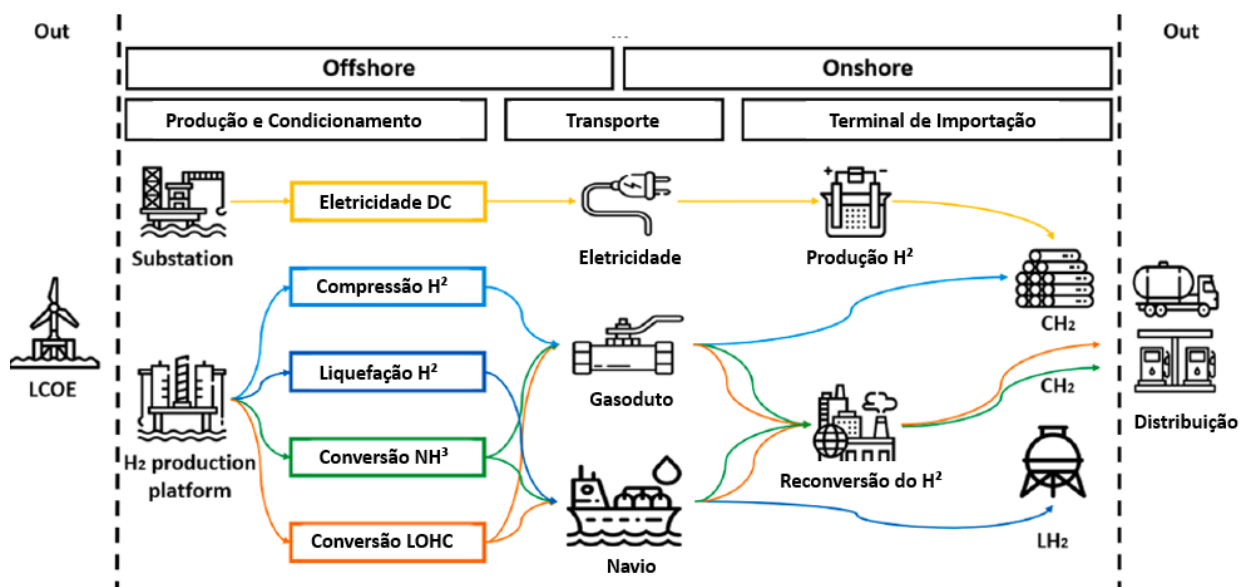 Out
...
Out
Offshore
Onshore
Produção e Condicionamento
Transporte
Terminal de Importação
Eletricidade DC
Substation
Eletricidade
Produção H²
Compressão H²
CH₂
LCOE
Liquefação H²
Gasoduto
CH₂
Distribuição
H₂ production
platform
Conversão NH³
Reconversão do H²
Conversão LOHC
Navio
LH₂